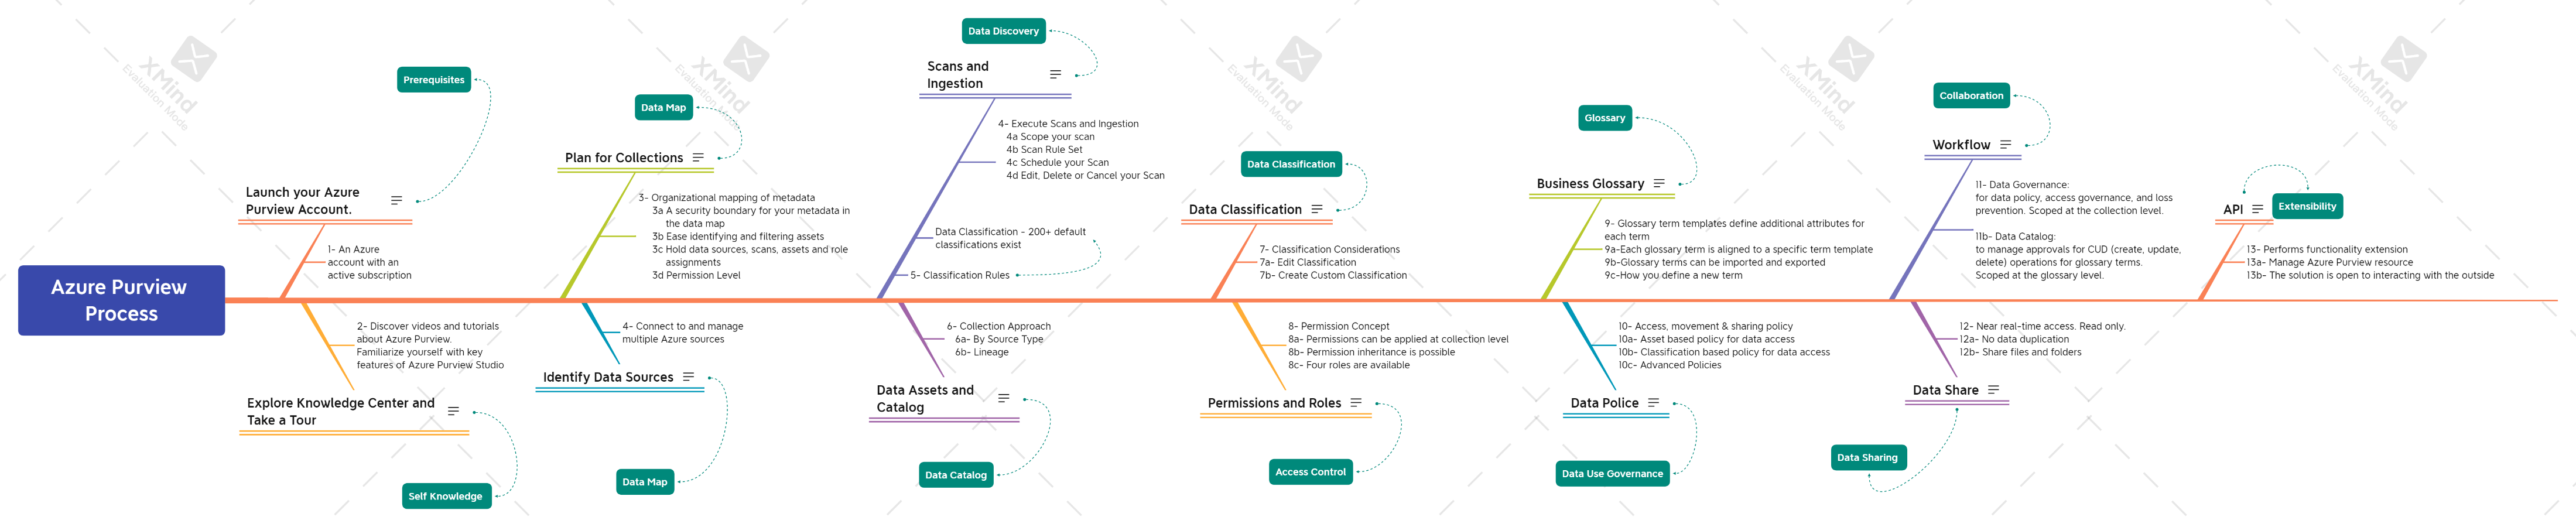 Azure Purview
Process
Prerequisites
Launch your Azure
Purview Account.
1- An Azure
account with an
active subscription
2- Discover videos and tutorials
about Azure Purview.
Familiarize yourself with key
features of Azure Purview Studio
Explore Knowledge Center and
Take a Tour
Self Knowledge
Data Map
Plan for Collections
3- Organizational mapping of metadata
3a A security boundary for your metadata in
the data map
3b Ease identifying and filtering assets
3c Hold data sources, scans, assets and role
assignments
3d Permission Level
4- Connect to and manage
multiple Azure sources
Identify Data Sources
Data Map
Data Discovery
Scans and
Ingestion
4- Execute Scans and Ingestion
4a Scope your scan
4b Scan Rule Set
4c Schedule your Scan
4d Edit, Delete or Cancel your Scan
Data Classification - 200+ default
classifications exist
5- Classification Rules
6- Collection Approach
6a- By Source Type
6b- Lineage
Data Assets and
Catalog
Data Catalog
Data Classification
Data Classification
7- Classification Considerations
7a- Edit Classification
7b- Create Custom Classification
8- Permission Concept
8a- Permissions can be applied at collection level
8b- Permission inheritance is possible
8c- Four roles are available
Permissions and Roles
Access Control
Glossary
Business Glossary
9- Glossary term templates define additional attributes for
each term
9a-Each glossary term is aligned to a specific term template
9b-Glossary terms can be imported and exported
9c-How you define a new term
10- Access, movement & sharing policy
10a- Asset based policy for data access
10b- Classification based policy for data access
10c- Advanced Policies
Data Police
Data Use Governance
Collaboration
Workflow
11- Data Governance:
for data policy, access governance, and loss
prevention. Scoped at the collection level.
11b- Data Catalog:
to manage approvals for CUD (create, update,
delete) operations for glossary terms.
Scoped at the glossary level.
12- Near real-time access. Read only.
12a- No data duplication
12b- Share files and folders
Data Share
Data Sharing
API
Extensibility
13- Performs functionality extension
13a- Manage Azure Purview resource
13b- The solution is open to interacting with the outside
XMind
Evaluation Mode
XMind
Evaluation Mode
XMind
Evaluation Mode
XMind
Evaluation Mode
XMind
Evaluation Mode